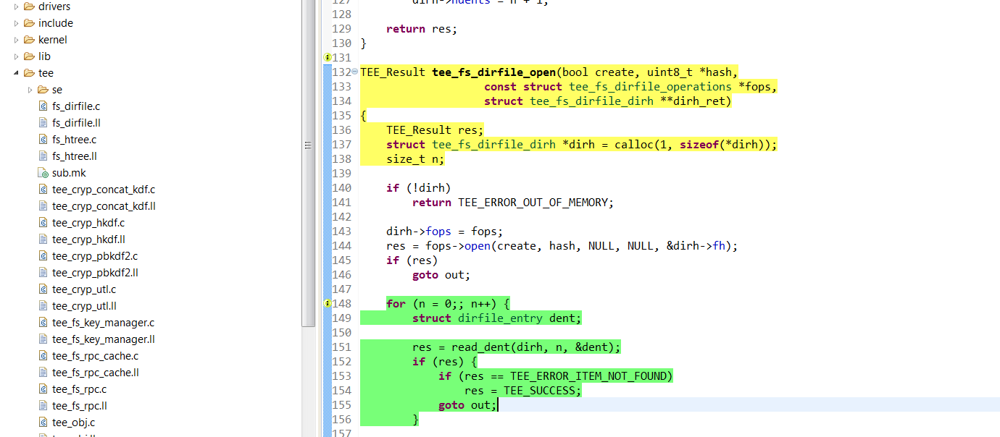 drivers
include
kernel
lib
tee
se
fs_dirfile.c
fs_dirfile.ll
fs_htree.c
fs_htree.ll
sub.mk
tee_cryp_concat_kdf.c
tee_cryp_concat_kdf.ll
tee_cryp_hkdf.c
tee_cryp_hkdf.ll
tee_cryp_pbkdf2.c
tee_cryp_pbkdf2.ll
tee_cryp_utl.c
tee_cryp_utl.ll
tee_fs_key_manager.c
tee_fs_key_manager.ll
tee_fs_rpc_cache.c
tee_fs_rpc_cache.ll
tee_fs_rpc.c
tee_fs_rpc.ll
tee_obj.c
127 dirh->ndents = n + 1;
128
129 return res;
130 }
131
132 TEE_Result tee_fs_dirfile_open(bool create, uint8_t *hash,
133 const struct tee_fs_dirfile_operations *fops,
134 struct tee_fs_dirfile_dirh **dirh_ret)
135 {
136 TEE_Result res;
137 struct tee_fs_dirfile_dirh *dirh = calloc(1, sizeof(*dirh));
138 size_t n;
139
140 if (!dirh)
141 return TEE_ERROR_OUT_OF_MEMORY;
142
143 dirh->fops = fops;
144 res = fops->open(create, hash, NULL, NULL, &dirh->fh);
145 if (res)
146 goto out;
147
148 for (n = 0;; n++) {
149 struct dirfile_entry dent;
150
151 res = read_dent(dirh, n, &dent);
152 if (res) {
153 if (res == TEE_ERROR_ITEM_NOT_FOUND)
154 res = TEE_SUCCESS;
155 goto out;
156 }
157